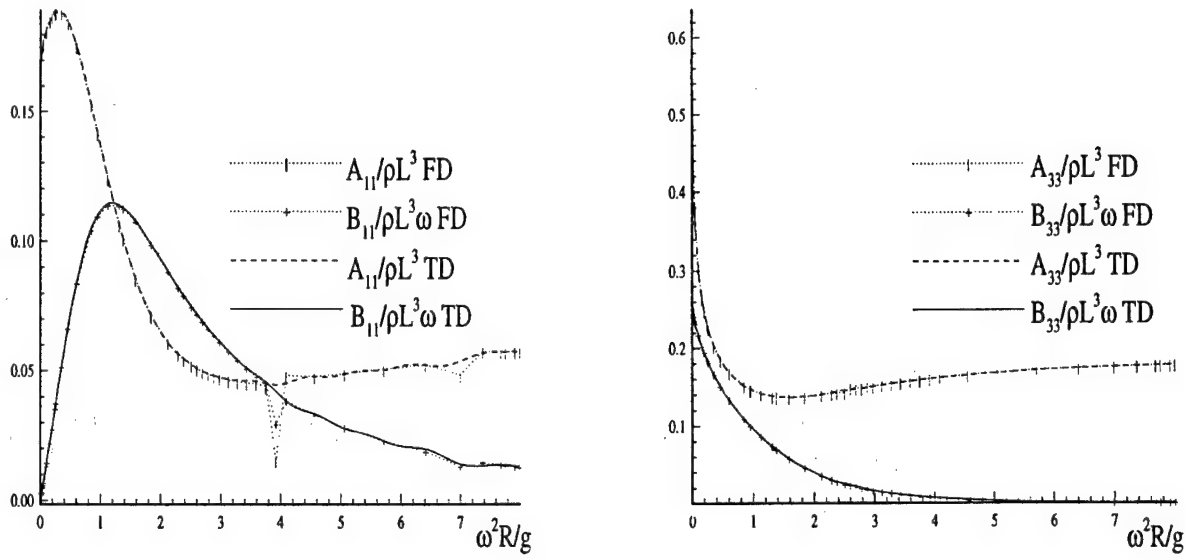 0.15
0.10
0.05
0.00
0 1 2 3 4 5 6 7
ω²R/g
A₁₁/ρL³ FD
B₁₁/ρL³ω FD
A₁₁/ρL³ TD
B₁₁/ρL³ω TD
0.6
0.5
0.4
0.3
0.2
0.1
0 1 2 3 4 5 6 7
ω²R/g
A₃₃/ρL³ FD
B₃₃/ρL³ω FD
A₃₃/ρL³ TD
B₃₃/ρL³ω TD